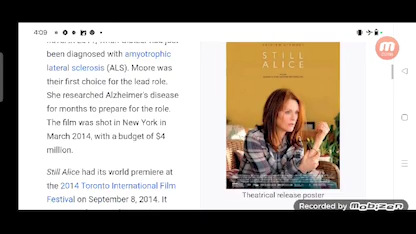 4:09
been diagnosed with amyotrophic
lateral sclerosis (ALS). Moore was
their first choice for the lead role.
She researched Alzheimer's disease
for months to prepare for the role.
The film was shot in New York in
March 2014, with a budget of $4
million.
Still Alice had its world premiere at
the 2014 Toronto International Film
Festival on September 8, 2014. It
STILL
ALICE
Theatrical release poster
Recorded by Mobizen